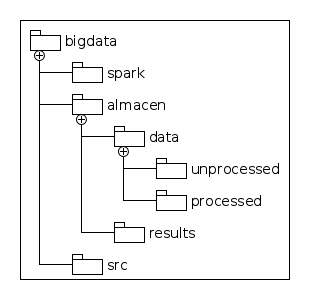 bigdata
spark
almacen
data
unprocessed
processed
results
src